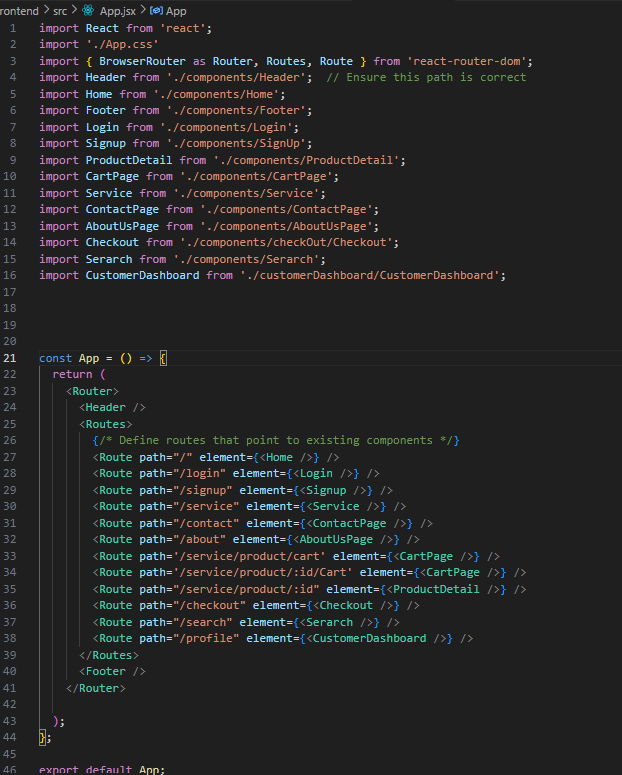 rontend > src > App.jsx > App
1 import React from 'react';
2 import './App.css'
3 import { BrowserRouter as Router, Routes, Route } from 'react-router-dom';
4 import Header from './components/Header';  // Ensure this path is correct
5 import Home from './components/Home';
6 import Footer from './components/Footer';
7 import Login from './components/Login';
8 import Signup from './components/SignUp';
9 import ProductDetail from './components/ProductDetail';
10 import CartPage from './components/CartPage';
11 import Service from './components/Service';
12 import ContactPage from './components/ContactPage';
13 import AboutUsPage from './components/AboutUsPage';
14 import Checkout from './components/checkOut/Checkout';
15 import Serarch from './components/Serarch';
16 import CustomerDashboard from './customerDashboard/CustomerDashboard';
17
18
19
20
21 const App = () => {
22   return (
23     <Router>
24       <Header />
25       <Routes>
26         {/* Define routes that point to existing components */}
27         <Route path="/" element={<Home />} />
28         <Route path="/login" element={<Login />} />
29         <Route path="/signup" element={<Signup />} />
30         <Route path="/service" element={<Service />} />
31         <Route path="/contact" element={<ContactPage />} />
32         <Route path="/about" element={<AboutUsPage />} />
33         <Route path='/service/product/cart' element={<CartPage />} />
34         <Route path='/service/product/:id/Cart' element={<CartPage />} />
35         <Route path="/service/product/:id" element={<ProductDetail />} />
36         <Route path="/checkout" element={<Checkout />} />
37         <Route path="/search" element={<Serarch />} />
38         <Route path="/profile" element={<CustomerDashboard />} />
39       </Routes>
40       <Footer />
41     </Router>
42
43   );
44 };
45
46 export default App;